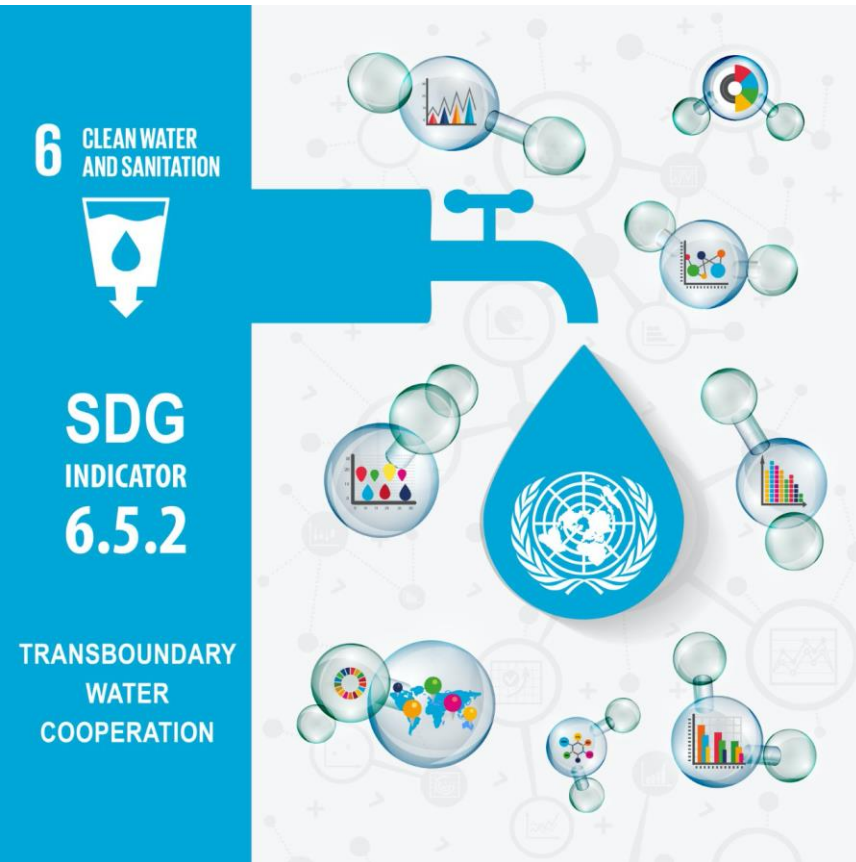 6
CLEAN WATER
AND SANITATION
SDG
INDICATOR
6.5.2
TRANSBOUNDARY
WATER
COOPERATION